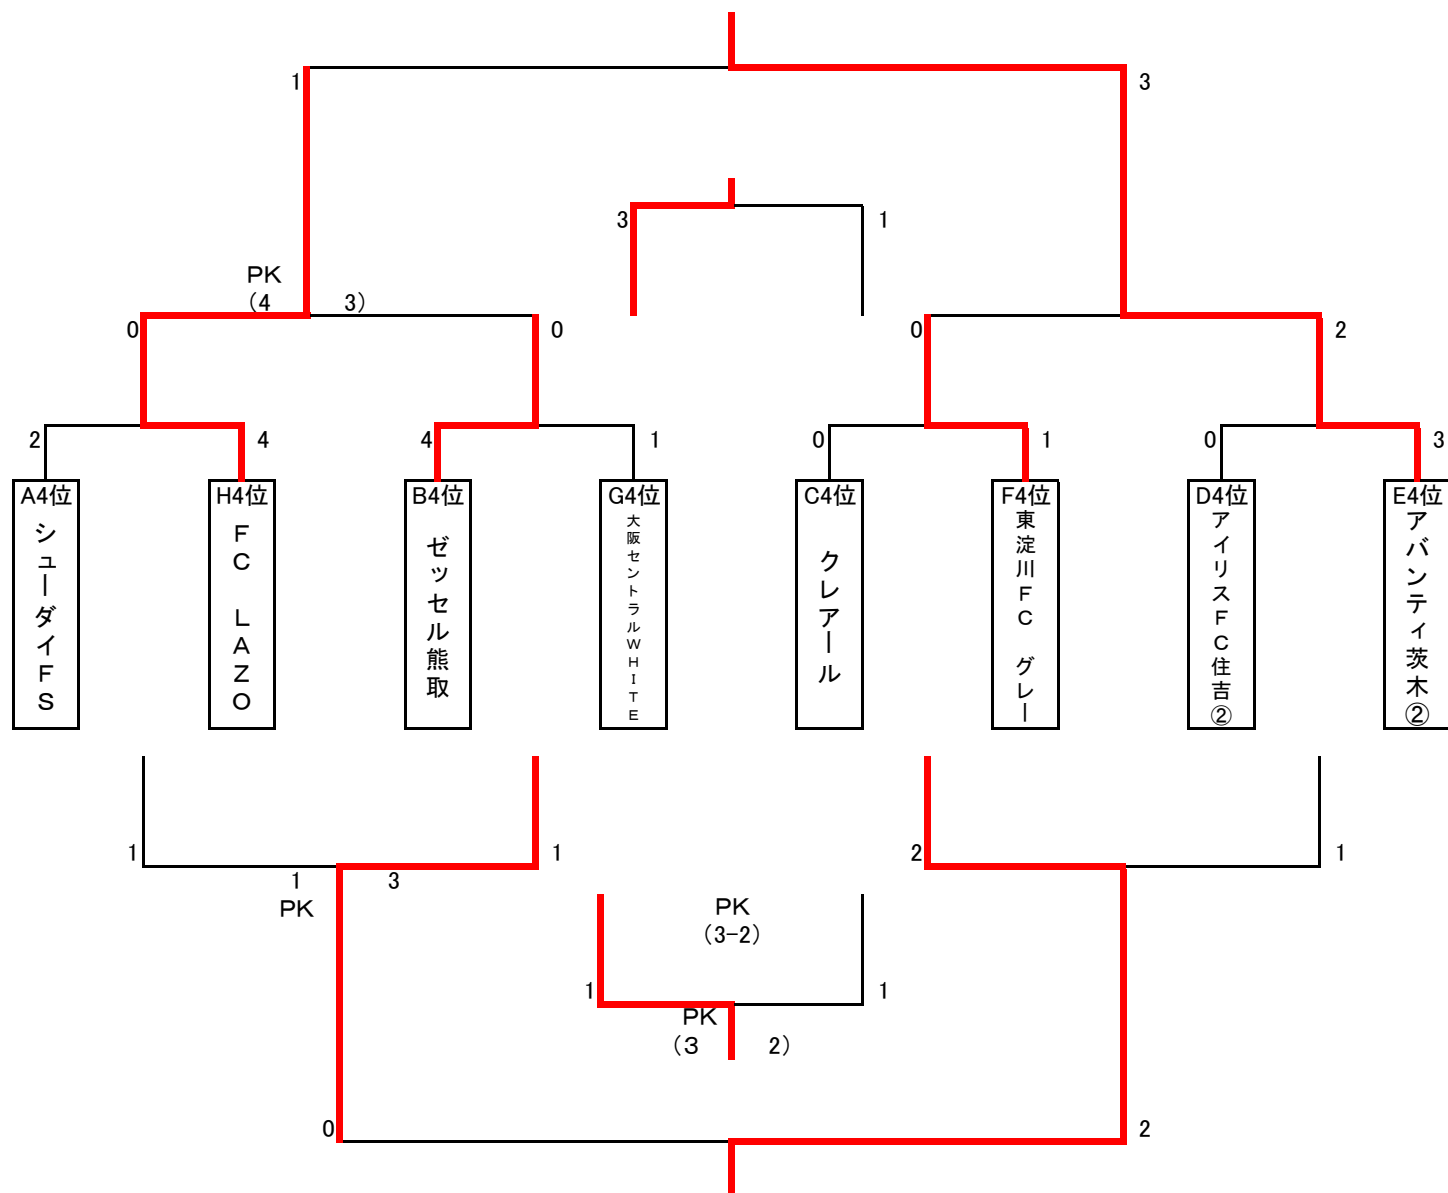 1
3
3
1
PK
(4 3)
0
0
0
2
2
4
4
1
0
1
0
3
A4位
H4位
B4位
G4位
C4位
F4位
D4位
E4位
シューダイFS
FC LAZO
ゼッセル熊取
大阪セントラルWHITE
クレアール
東淀川FC グレー
アイリスFC住吉②
アバンティ茨木②
1
1
2
1
1 3
PK
PK
(3-2)
1
1
PK
(3 2)
0
2